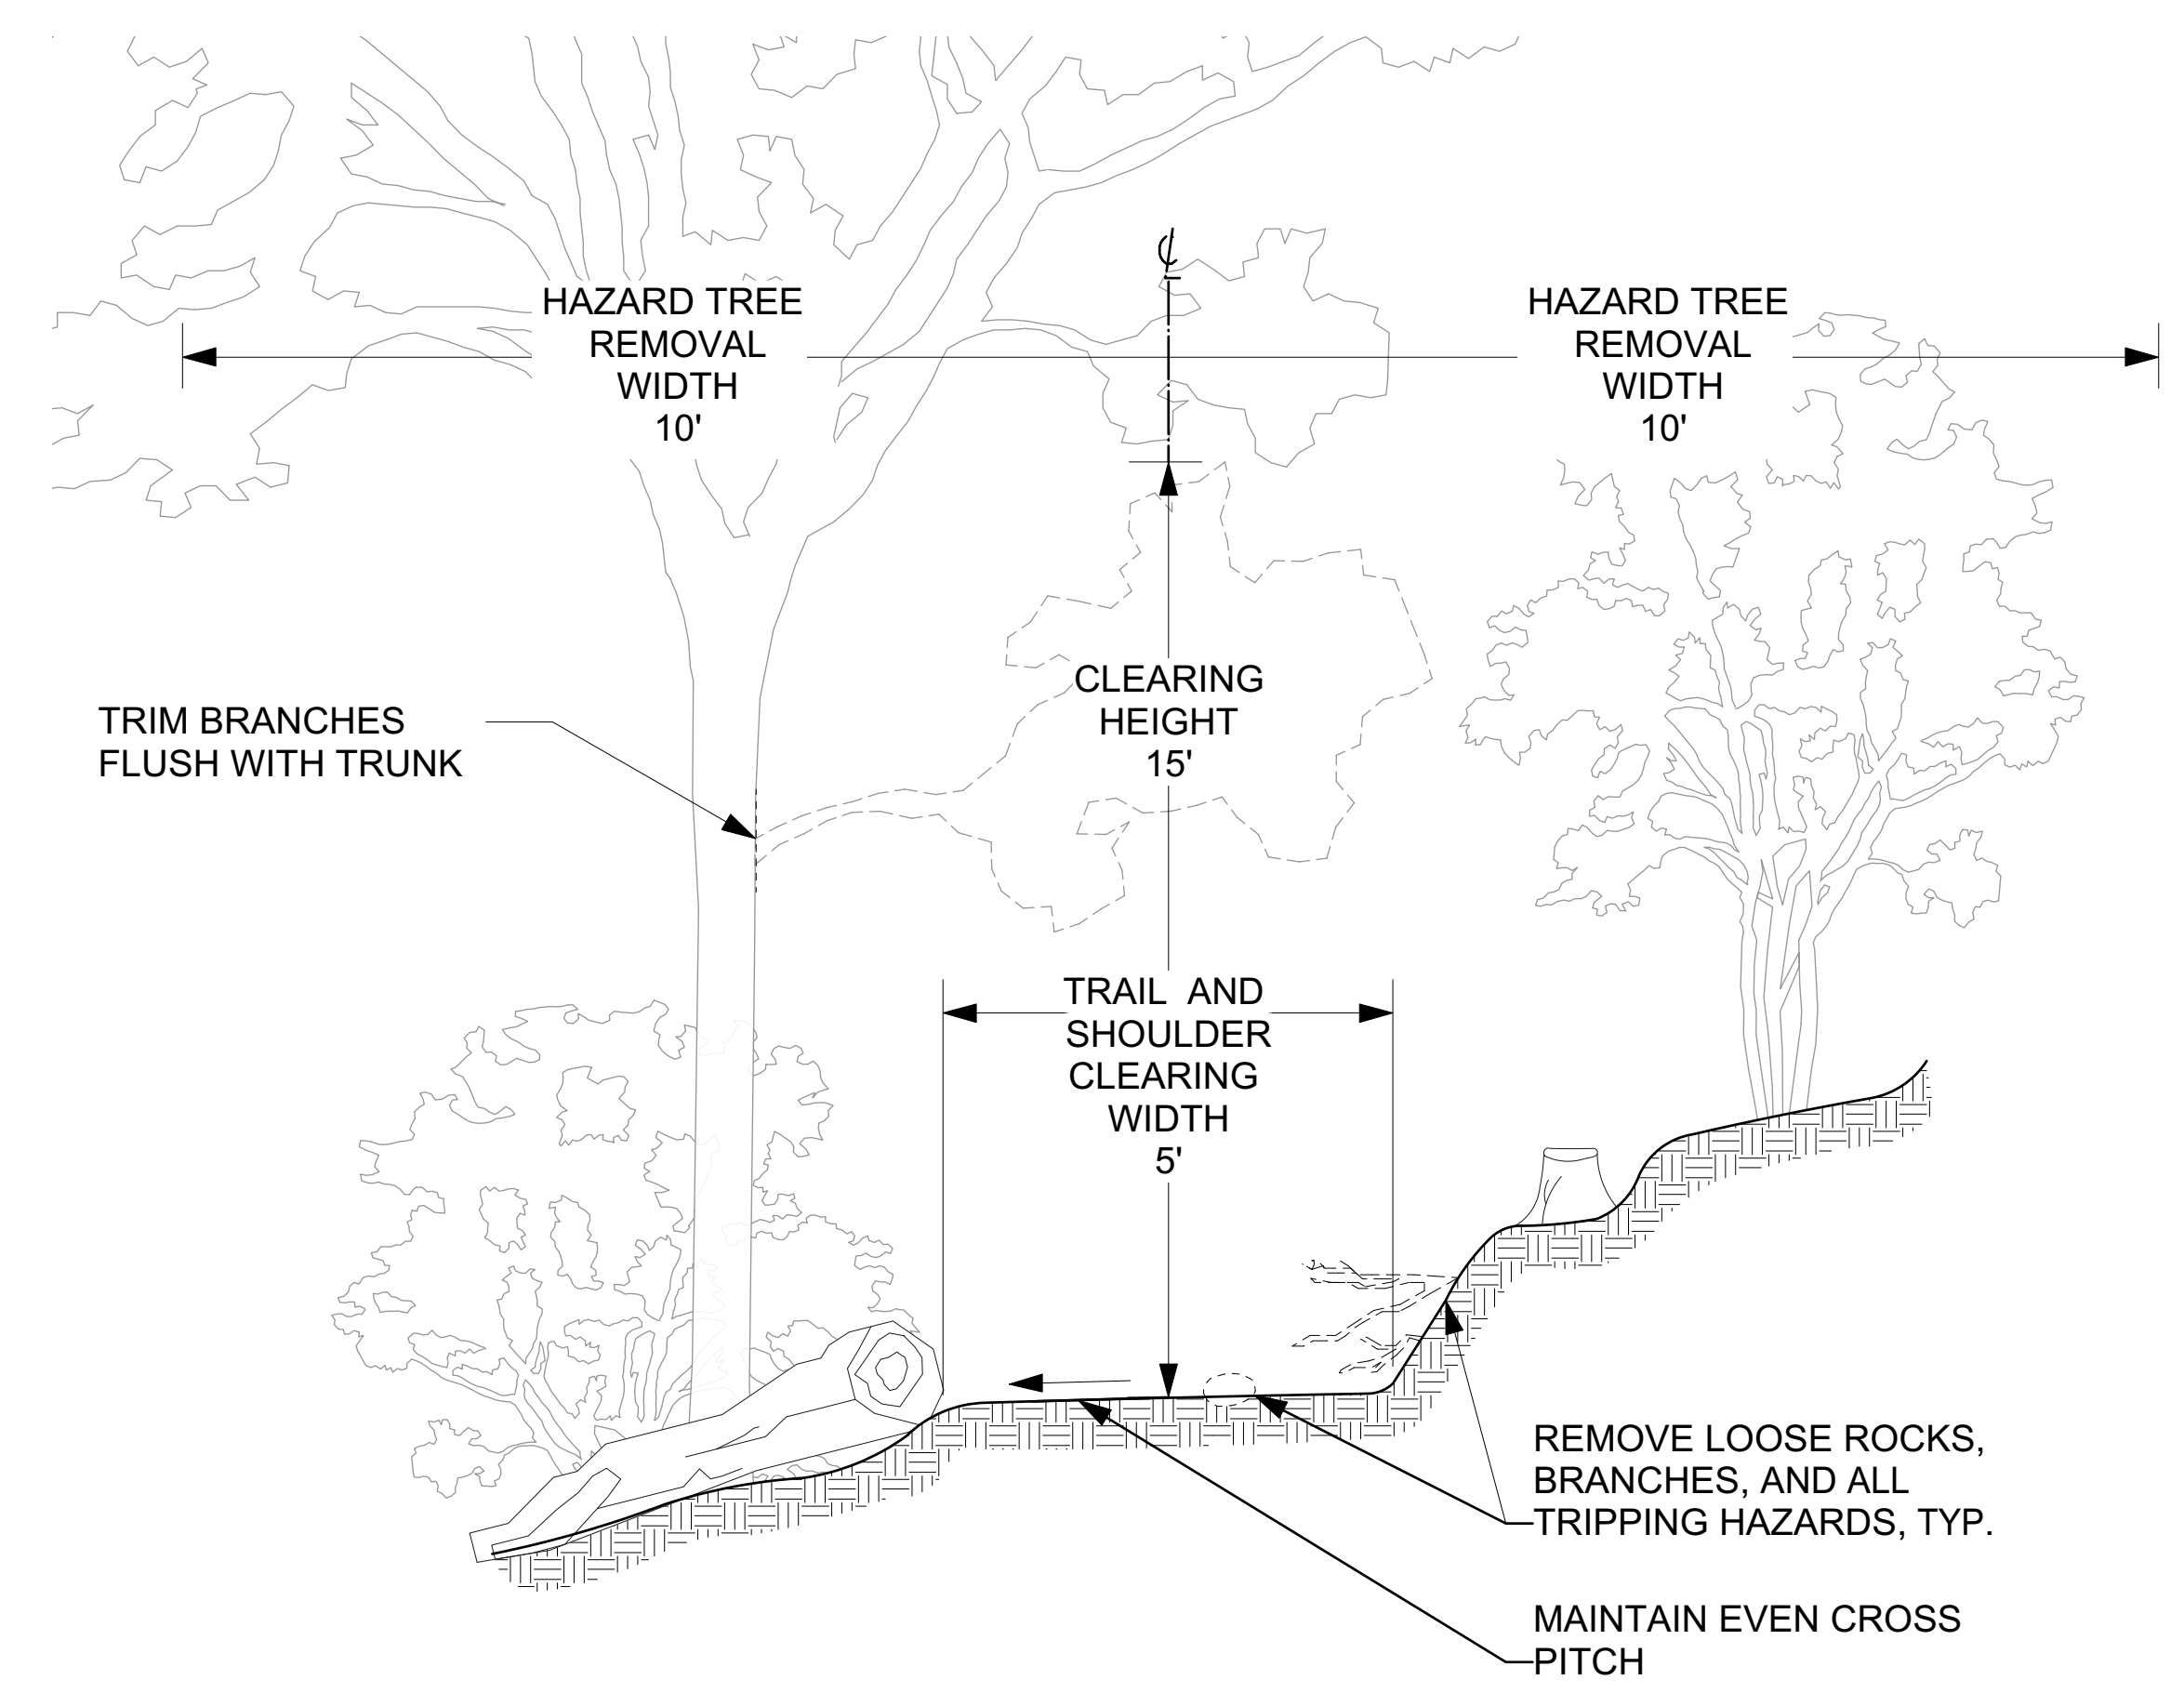 HAZARD TREE
REMOVAL
WIDTH
10'
HAZARD TREE
REMOVAL
WIDTH
10'
CLEARING
HEIGHT
15'
TRIM BRANCHES
FLUSH WITH TRUNK
TRAIL AND
SHOULDER
CLEARING
WIDTH
5'
REMOVE LOOSE ROCKS,
BRANCHES, AND ALL
TRIPPING HAZARDS, TYP.
MAINTAIN EVEN CROSS
PITCH